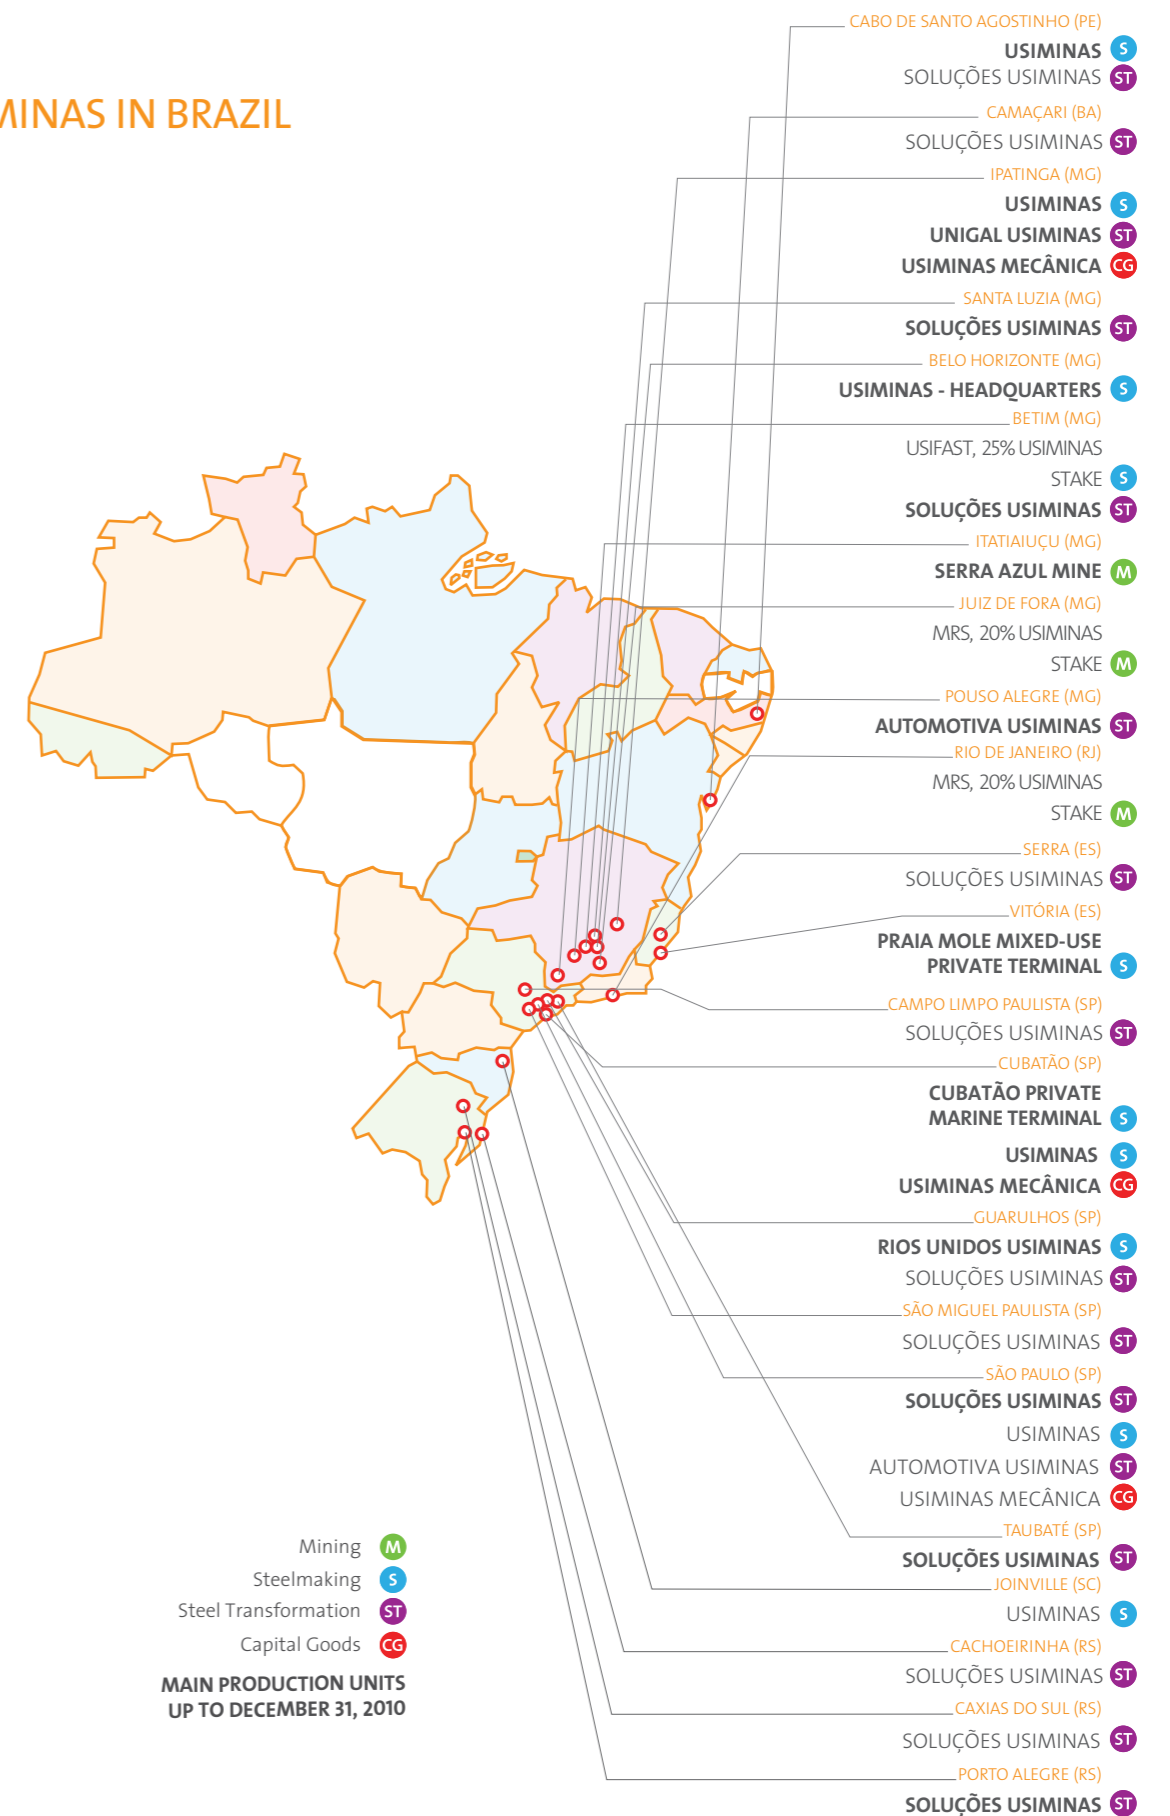 MINAS IN BRAZIL
CABO DE SANTO AGOSTINHO (PE)
USIMINAS S
SOLUÇÕES USIMINAS ST
CAMAÇARI (BA)
SOLUÇÕES USIMINAS ST
IPATINGA (MG)
USIMINAS S
UNIGAL USIMINAS ST
USIMINAS MECÂNICA CG
SANTA LUZIA (MG)
SOLUÇÕES USIMINAS ST
BELO HORIZONTE (MG)
USIMINAS - HEADQUARTERS S
BETIM (MG)
USIFAST, 25% USIMINAS
STAKE S
SOLUÇÕES USIMINAS ST
ITATIAIUÇU (MG)
SERRA AZUL MINE M
JUIZ DE FORA (MG)
MRS, 20% USIMINAS
STAKE M
POUSO ALEGRE (MG)
AUTOMOTIVA USIMINAS ST
RIO DE JANEIRO (RJ)
MRS, 20% USIMINAS
STAKE M
SERRA (ES)
SOLUÇÕES USIMINAS ST
VITÓRIA (ES)
PRAIA MOLE MIXED-USE
PRIVATE TERMINAL S
CAMPO LIMPO PAULISTA (SP)
SOLUÇÕES USIMINAS ST
CUBATÃO (SP)
CUBATÃO PRIVATE
MARINE TERMINAL S
USIMINAS S
USIMINAS MECÂNICA CG
GUARULHOS (SP)
RIOS UNIDOS USIMINAS S
SOLUÇÕES USIMINAS ST
SÃO MIGUEL PAULISTA (SP)
SOLUÇÕES USIMINAS ST
SÃO PAULO (SP)
SOLUÇÕES USIMINAS ST
USIMINAS S
AUTOMOTIVA USIMINAS ST
USIMINAS MECÂNICA CG
TAUBATÉ (SP)
SOLUÇÕES USIMINAS ST
JOINVILLE (SC)
USIMINAS S
CACHOEIRINHA (RS)
SOLUÇÕES USIMINAS ST
CAXIAS DO SUL (RS)
SOLUÇÕES USIMINAS ST
PORTO ALEGRE (RS)
SOLUÇÕES USIMINAS ST
Mining M
Steelmaking S
Steel Transformation ST
Capital Goods CG
MAIN PRODUCTION UNITS
UP TO DECEMBER 31, 2010